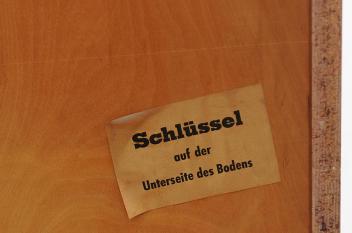 Schlüssel
auf der
Unterseite des Bodens